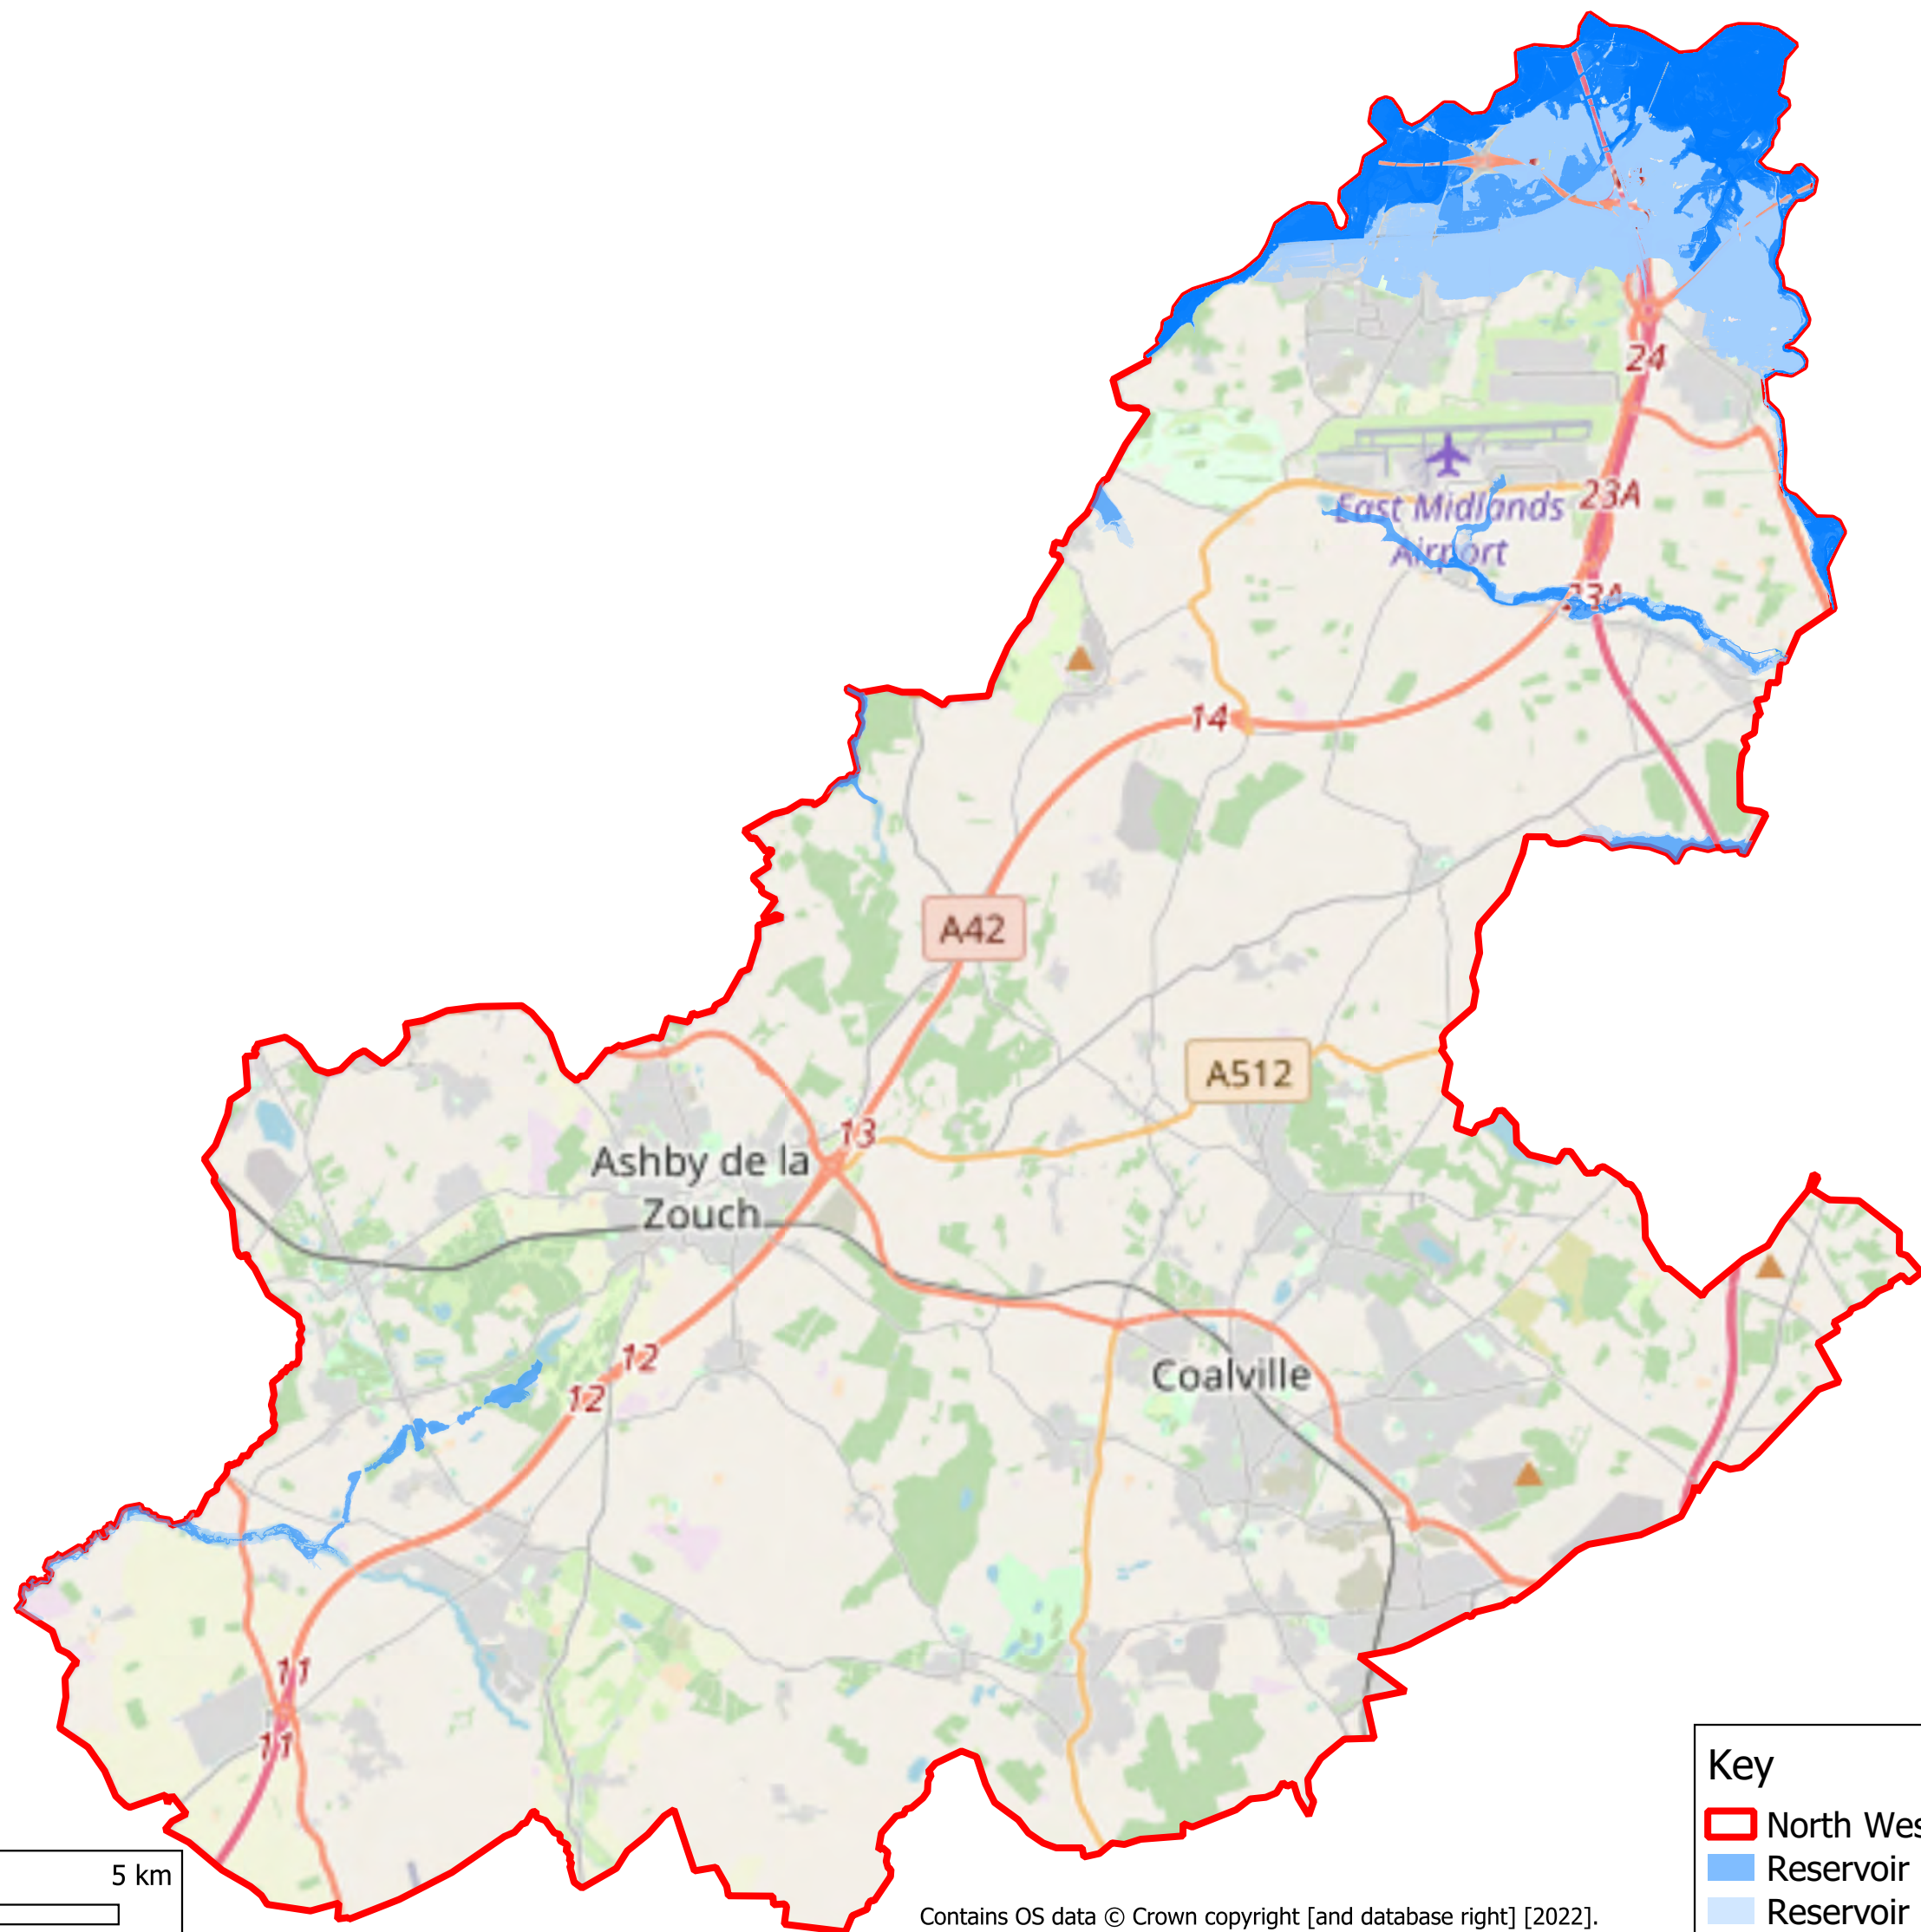 24
23A
East Midlands
Airport
23A
14
A42
A512
13
Ashby de la
Zouch
12
12
Coalville
11
11
Key
North Wes
Reservoir
Reservoir
5 km
Contains OS data © Crown copyright [and database right] [2022].